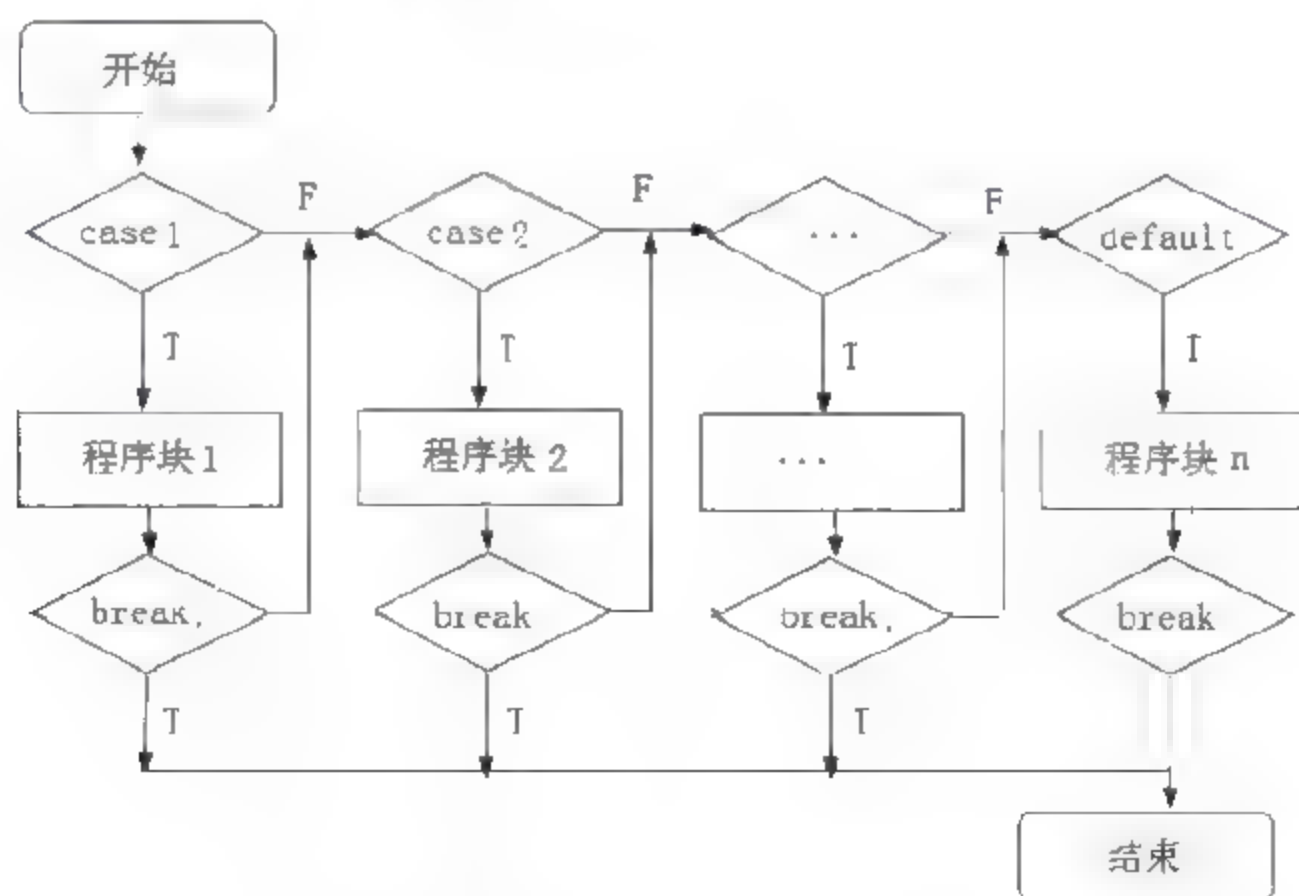 开始
case 1
F
case 2
F
...
F
default
T
T
T
T
程序块 1
程序块 2
...
程序块 n
break,
break
break,
break
T
T
T
结束